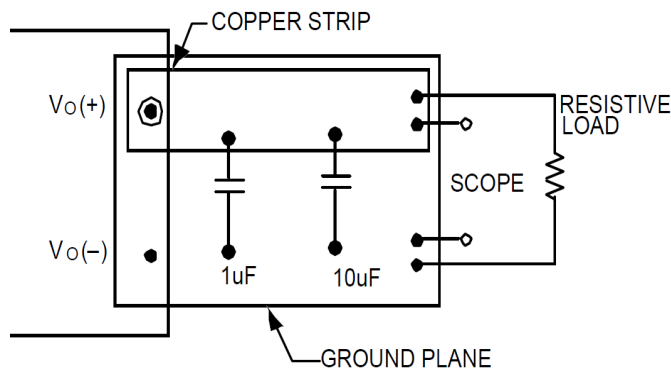 COPPER STRIP
VO(+)
RESISTIVE
LOAD
SCOPE
VO(–)
1uF
10uF
GROUND PLANE